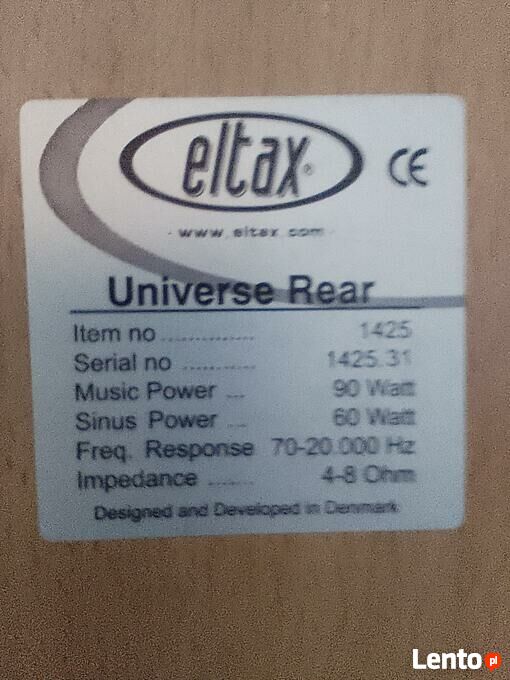 eltax®
CE
www.eltax.com
Universe Rear
Item no .............. 1425
Serial no ........... 1425.31
Music Power ... 90 Watt
Sinus Power ... 60 Watt
Freq. Response 70-20.000 Hz
Impedance ....... 4-8 Ohm
Designed and Developed in Denmark
Lento.pl